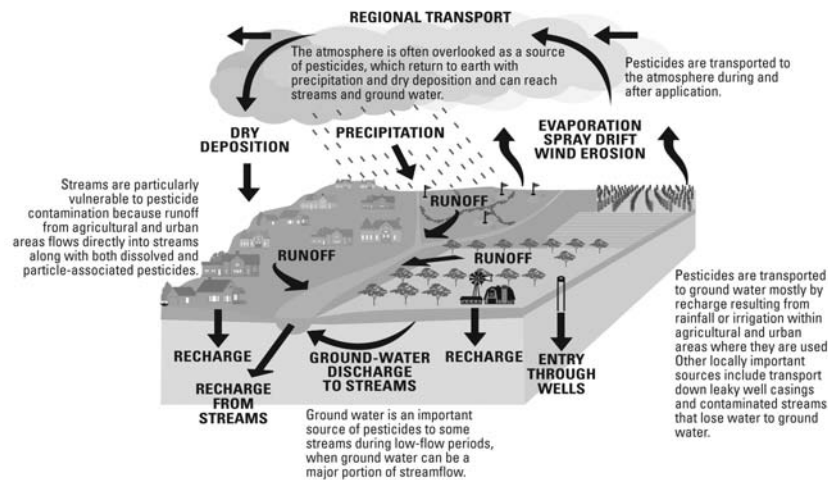 REGIONAL TRANSPORT
The atmosphere is often overlooked as a source
of pesticides, which return to earth with
precipitation and dry deposition and can reach
streams and ground water.
Pesticides are transported to
the atmosphere during and
after application.
DRY
DEPOSITION
PRECIPITATION
EVAPORATION
SPRAY DRIFT
WIND EROSION
Streams are particularly
vulnerable to pesticide
contamination because runoff
from agricultural and urban
areas flows directly into streams
along with both dissolved and
particle-associated pesticides.
RUNOFF
RUNOFF
RUNOFF
Pesticides are transported
to ground water mostly by
recharge resulting from
rainfall or irrigation within
agricultural and urban
areas where they are used
Other locally important
sources include transport
down leaky well casings
and contaminated streams
that lose water to ground
water.
RECHARGE
RECHARGE
FROM
STREAMS
GROUND-WATER
DISCHARGE
TO STREAMS
RECHARGE
ENTRY
THROUGH
WELLS
Ground water is an important
source of pesticides to some
streams during low-flow periods,
when ground water can be a
major portion of streamflow.